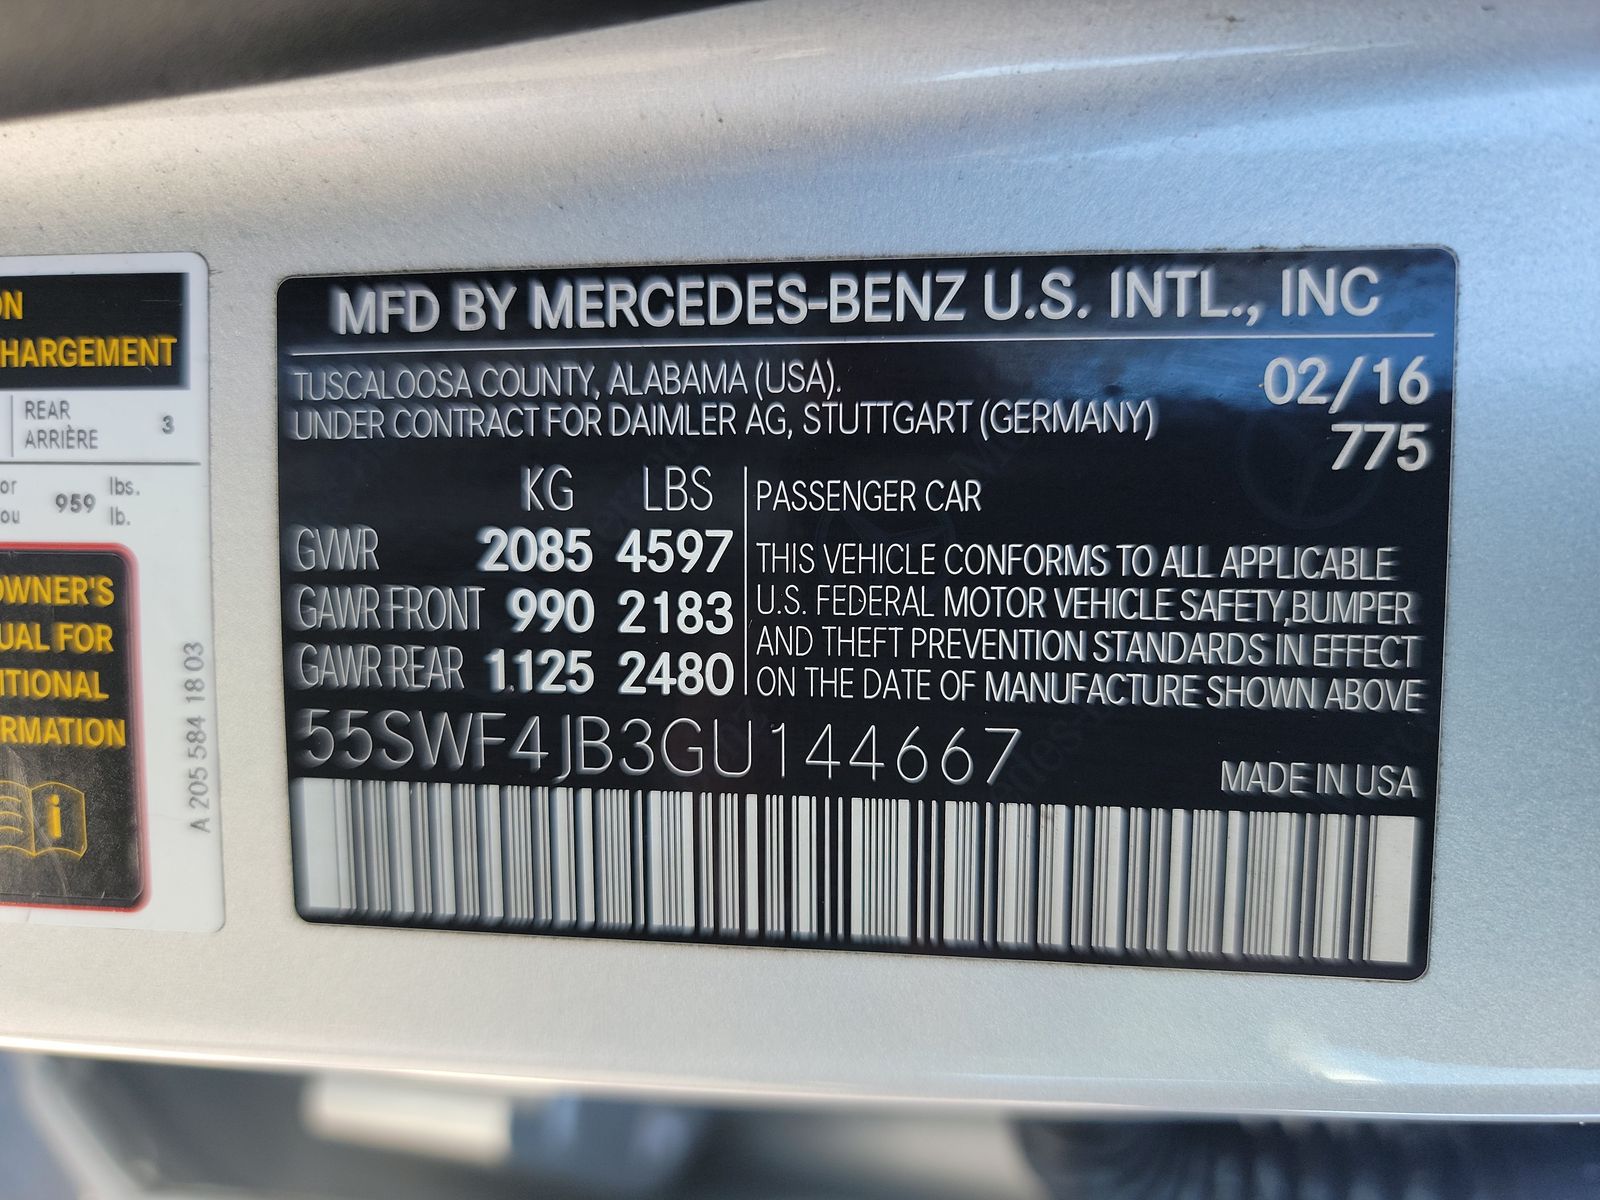 ON
HARGEMENT
REAR
ARRIÈRE 3
or
ou 959 lbs.
lb.
OWNER'S
UAL FOR
ITIONAL
RMATION
i
A 205 584 18 03
MFD BY MERCEDES-BENZ U.S. INTL., INC
TUSCALOOSA COUNTY, ALABAMA (USA). 02/16
UNDER CONTRACT FOR DAIMLER AG, STUTTGART (GERMANY) 775
KG LBS
GVWR 2085 4597
GAWR FRONT 990 2183
GAWR REAR 1125 2480
PASSENGER CAR
THIS VEHICLE CONFORMS TO ALL APPLICABLE
U.S. FEDERAL MOTOR VEHICLE SAFETY,BUMPER
AND THEFT PREVENTION STANDARDS IN EFFECT
ON THE DATE OF MANUFACTURE SHOWN ABOVE
55SWF4JB3GU144667
MADE IN USA